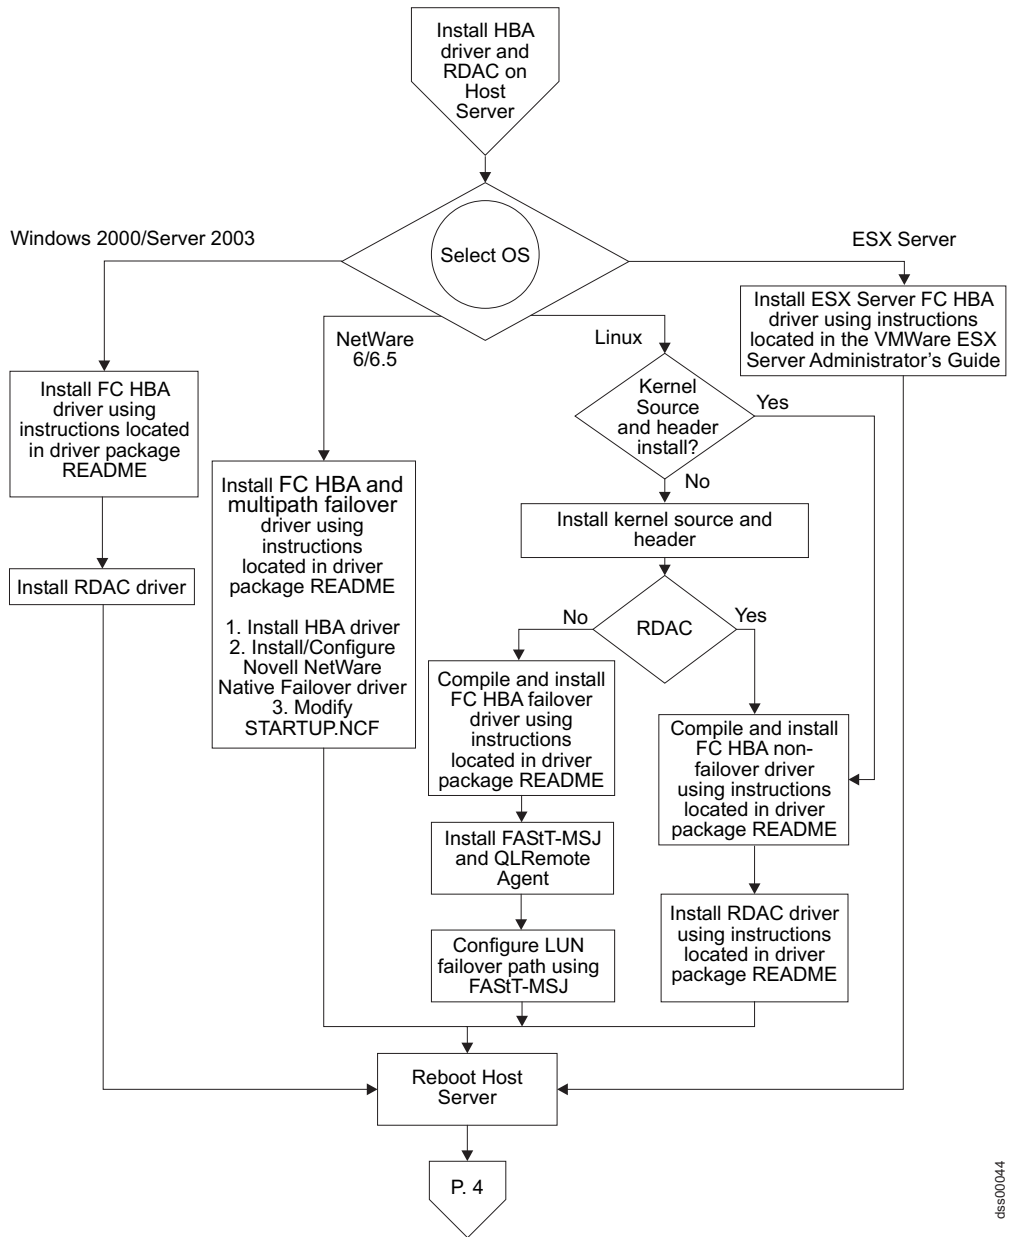 Install HBA
driver and
RDAC on
Host
Server
Select OS
Windows 2000/Server 2003
Install FC HBA
driver using
instructions located
in driver package
README
Install RDAC driver
NetWare
6/6.5
Install FC HBA and
multipath failover
driver using
instructions
located in driver
package README
1. Install HBA driver
2. Install/Configure
Novell NetWare
Native Failover driver
3. Modify
STARTUP.NCF
Linux
Kernel
Source
and header
install?
Yes
No
Install kernel source and
header
RDAC
No
Yes
Compile and install
FC HBA failover
driver using
instructions
located in driver
package README
Install FAStT-MSJ
and QLRemote
Agent
Configure LUN
failover path using
FAStT-MSJ
Compile and install
FC HBA non-
failover driver
using instructions
located in driver
package README
Install RDAC driver
using instructions
located in driver
package README
ESX Server
Install ESX Server FC HBA
driver using instructions
located in the VMWare ESX
Server Administrator's Guide
Reboot Host
Server
P. 4
dss00044